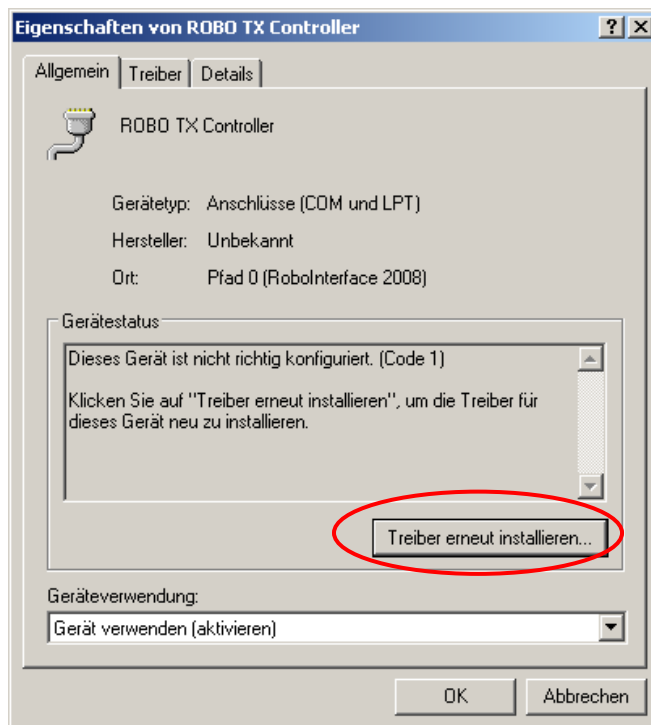 Eigenschaften von ROBO TX Controller
Allgemein
Treiber
Details
ROBO TX Controller
Gerätetyp: Anschlüsse (COM und LPT)
Hersteller: Unbekannt
Ort: Pfad 0 (RoboInterface 2008)
Gerätestatus
Dieses Gerät ist nicht richtig konfiguriert. (Code 1)
Klicken Sie auf "Treiber erneut installieren", um die Treiber für
dieses Gerät neu zu installieren.
Treiber erneut installieren...
Geräteverwendung:
Gerät verwenden (aktivieren)
OK
Abbrechen